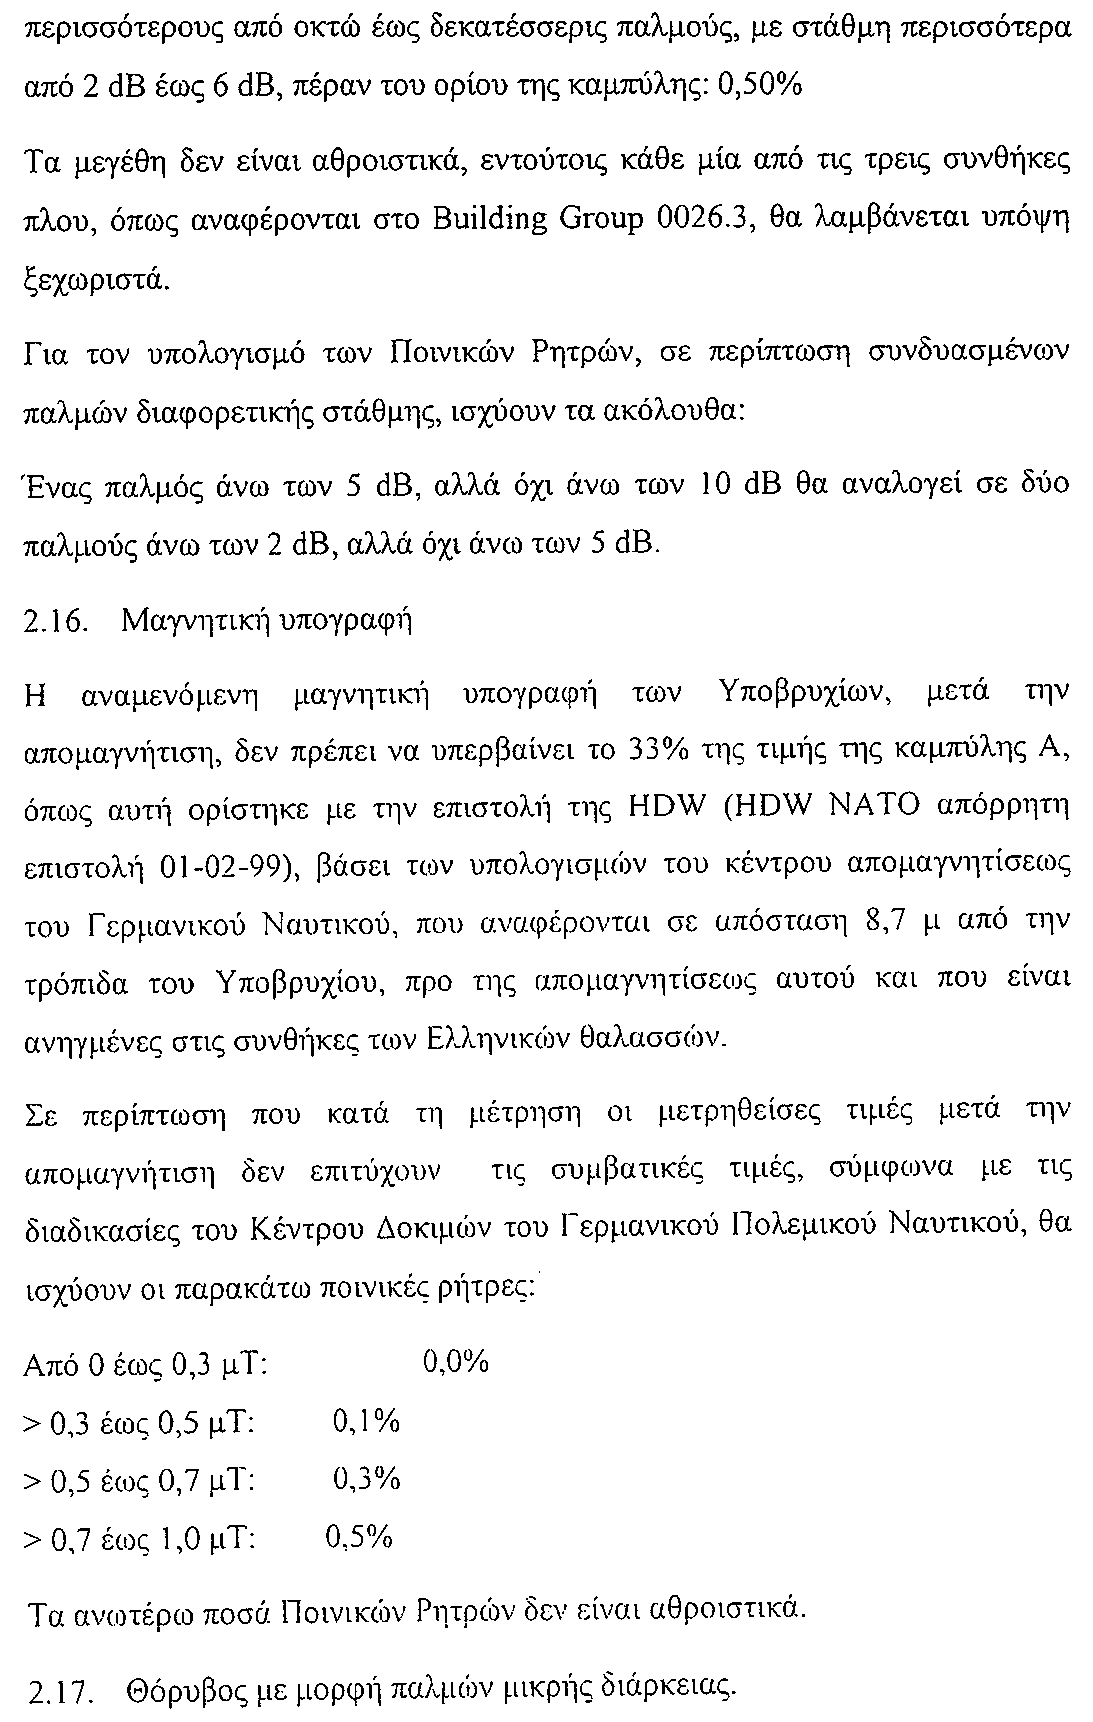 περισσότερους από οκτώ έως δεκατέσσερις παλμούς, με στάθμη περισσότερα
από 2 dB έως 6 dB, πέραν του ορίου της καμπύλης: 0,50%
Τα μεγέθη δεν είναι αθροιστικά, εντούτοις κάθε μία από τις τρεις συνθήκες
πλου, όπως αναφέρονται στο Building Group 0026.3, θα λαμβάνεται υπόψη
ξεχωριστά.
Για τον υπολογισμό των Ποινικών Ρητρών, σε περίπτωση συνδυασμένων
παλμών διαφορετικής στάθμης, ισχύουν τα ακόλουθα:
Ένας παλμός άνω των 5 dB, αλλά όχι άνω των 10 dB θα αναλογεί σε δύο
παλμούς άνω των 2 dB, αλλά όχι άνω των 5 dB.
2.16. Μαγνητική υπογραφή
Η αναμενόμενη μαγνητική υπογραφή των Υποβρυχίων, μετά την
απομαγνήτιση, δεν πρέπει να υπερβαίνει το 33% της τιμής της καμπύλης Α,
όπως αυτή ορίστηκε με την επιστολή της HDW (HDW NATO απόρρητη
επιστολή 01-02-99), βάσει των υπολογισμών του κέντρου απομαγνητίσεως
του Γερμανικού Ναυτικού, που αναφέρονται σε απόσταση 8,7 μ από την
τρόπιδα του Υποβρυχίου, προ της απομαγνητίσεως αυτού και που είναι
ανηγμένες στις συνθήκες των Ελληνικών θαλασσών.
Σε περίπτωση που κατά τη μέτρηση οι μετρηθείσες τιμές μετά την
απομαγνήτιση δεν επιτύχουν τις συμβατικές τιμές, σύμφωνα με τις
διαδικασίες του Κέντρου Δοκιμών του Γερμανικού Πολεμικού Ναυτικού, θα
ισχύουν οι παρακάτω ποινικές ρήτρες:
Από 0 έως 0,3 μΤ: 0,0%
> 0,3 έως 0,5 μΤ: 0,1%
> 0,5 έως 0,7 μΤ: 0,3%
> 0,7 έως 1,0 μΤ: 0,5%
Τα ανωτέρω ποσά Ποινικών Ρητρών δεν είναι αθροιστικά.
2.17. Θόρυβος με μορφή παλμών μικρής διάρκειας.